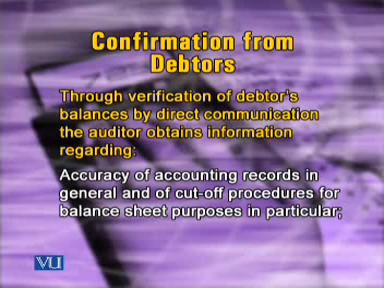 Confirmation from
Debtors
Through verification of debtor's
balances by direct communication
the auditor obtains information
regarding:
Accuracy of accounting records in
general and of cut-off procedures for
balance sheet purposes in particular;
VU